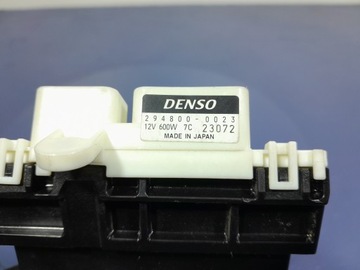 DENSO
294800-0023
12V 600W 7C 23072
MADE IN JAPAN